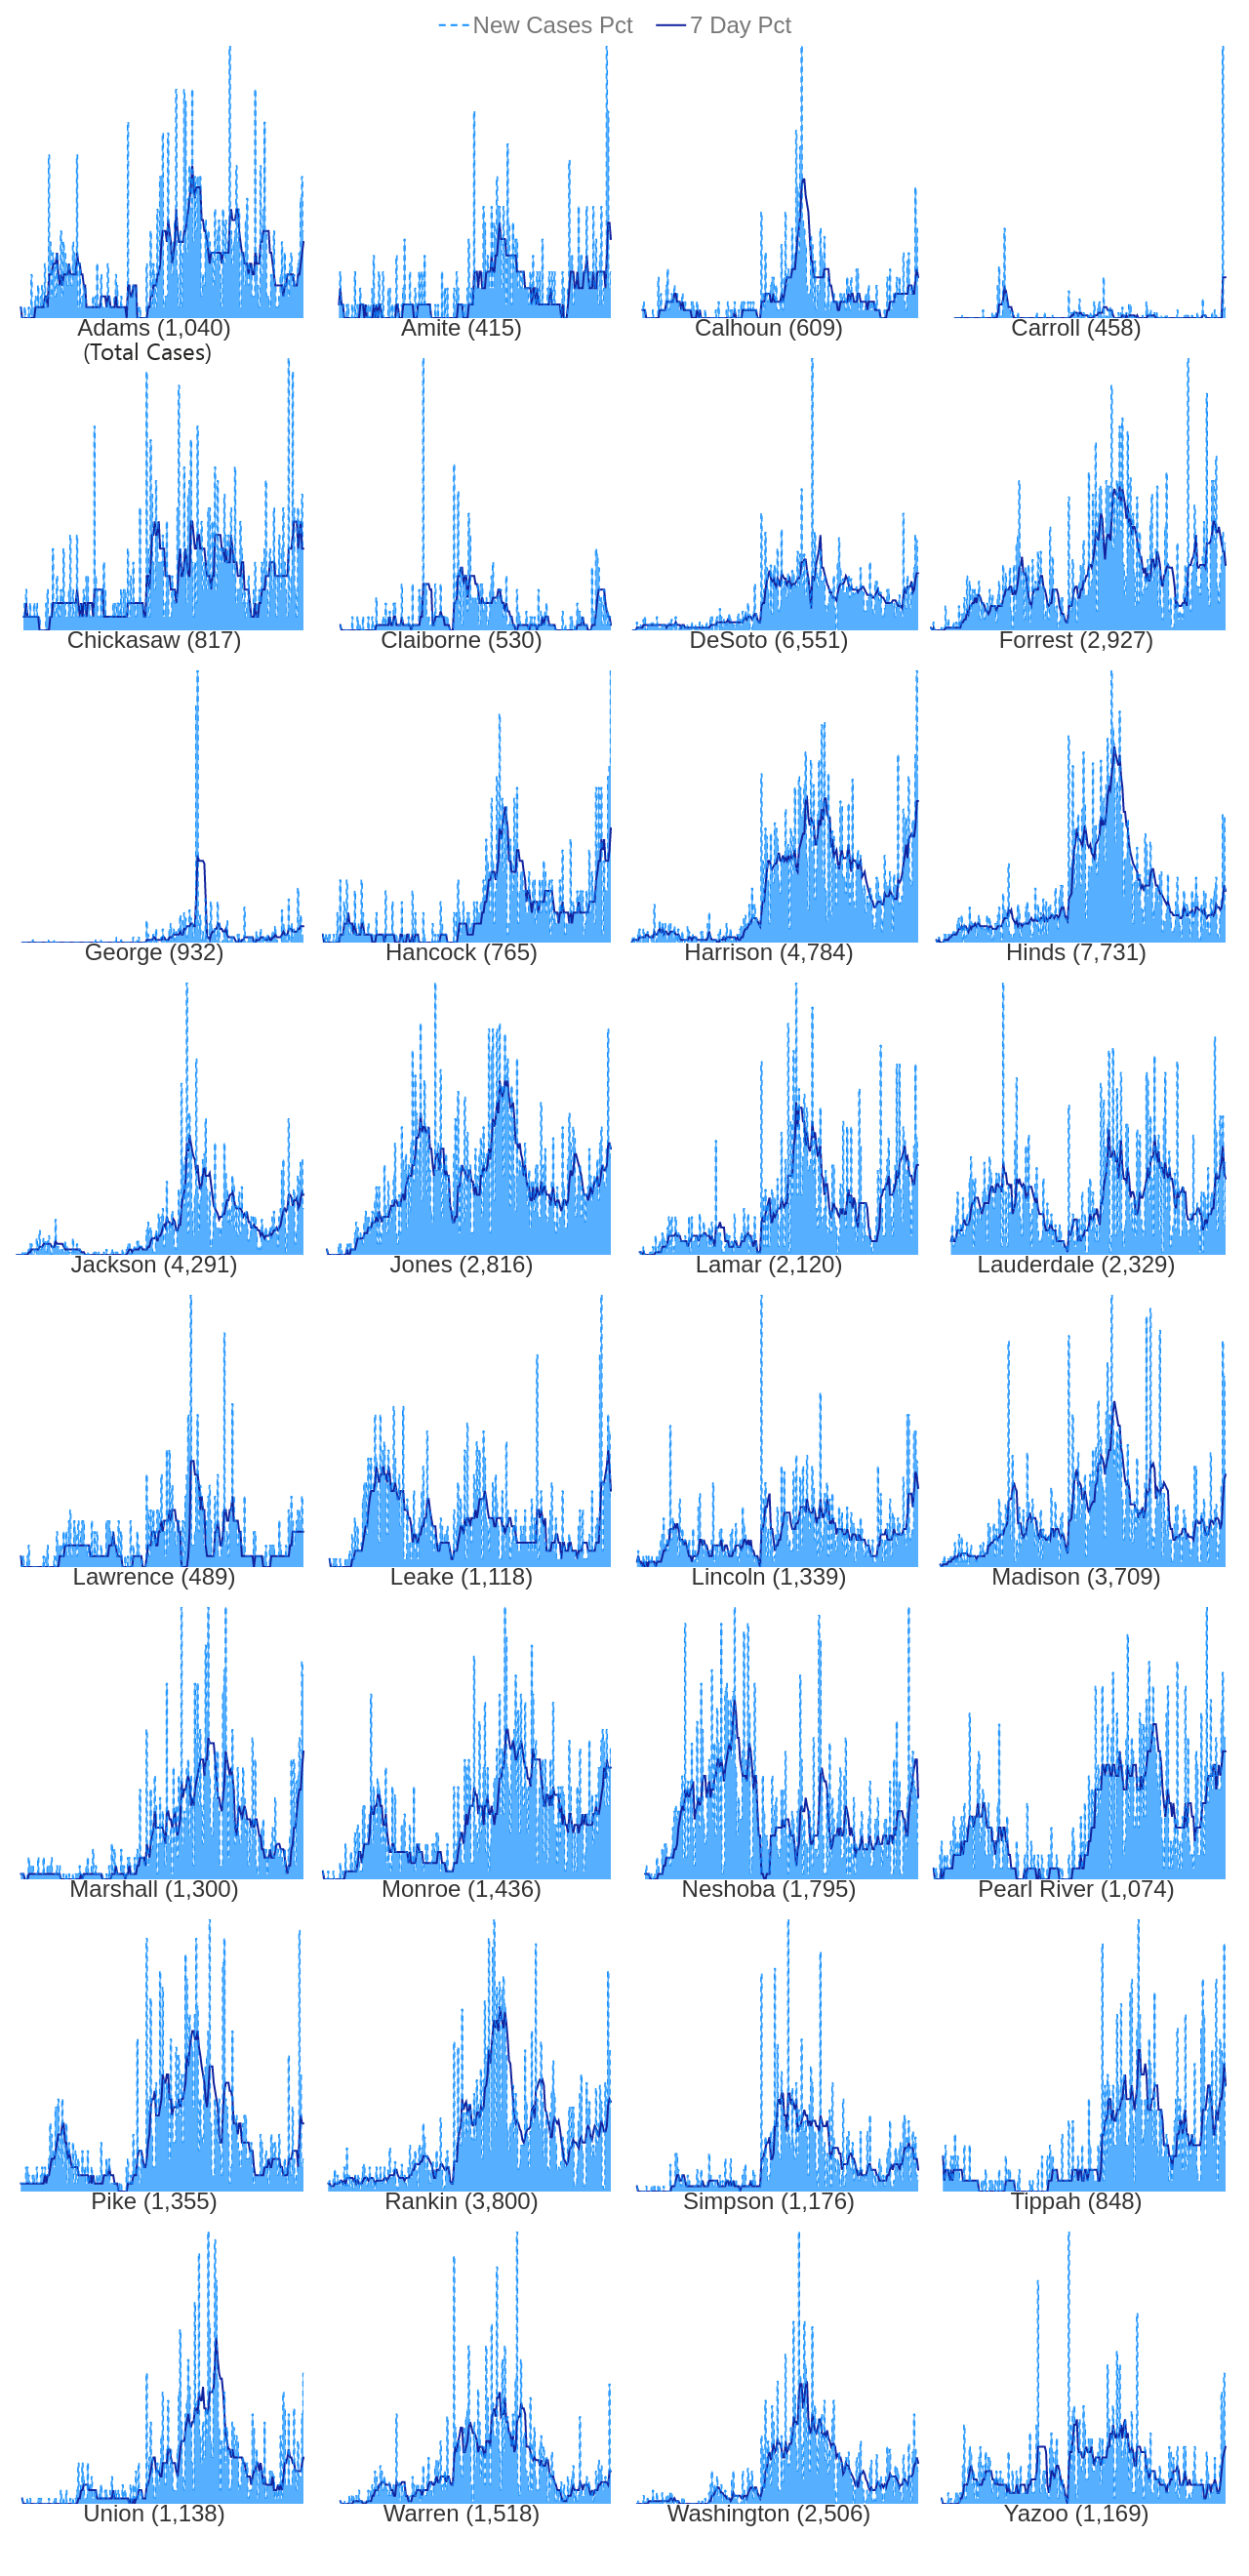 New Cases Pct 7 Day Pct
Adams (1,040) Amite (415) Calhoun (609) Carroll (458)
(Total Cases)
Chickasaw (817) Claiborne (530) DeSoto (6,551) Forrest (2,927)
George (932) Hancock (765) Harrison (4,784) Hinds (7,731)
Jackson (4,291) Jones (2,816) Lamar (2,120) Lauderdale (2,329)
Lawrence (489) Leake (1,118) Lincoln (1,339) Madison (3,709)
Marshall (1,300) Monroe (1,436) Neshoba (1,795) Pearl River (1,074)
Pike (1,355) Rankin (3,800) Simpson (1,176) Tippah (848)
Union (1,138) Warren (1,518) Washington (2,506) Yazoo (1,169)